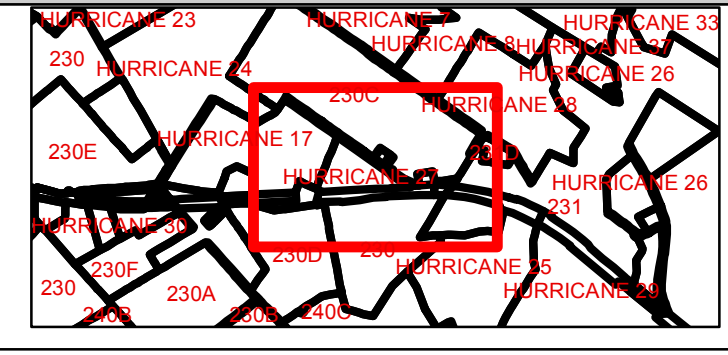 HURRICANE 23
HURRICANE 7
HURRICANE 33
HURRICANE 8
HURRICANE 37
230
HURRICANE 24
HURRICANE 26
230C
HURRICANE 28
HURRICANE 17
230E
230D
HURRICANE 27
HURRICANE 26
231
HURRICANE 30
230D
230
230F
HURRICANE 25
230
230A
HURRICANE 29
240B
230B
240C